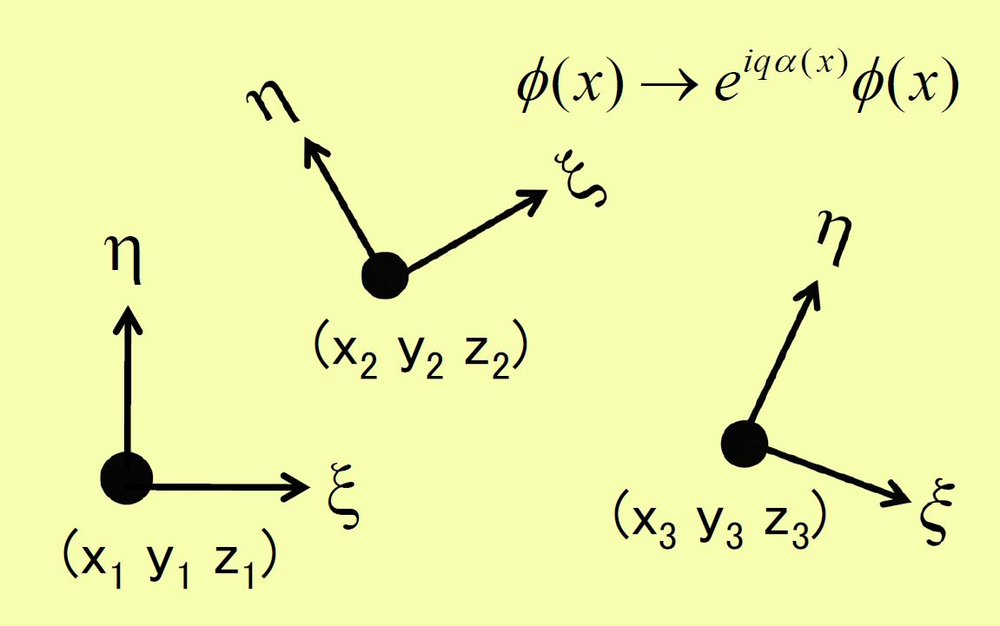 ϕ(x) → e^{iqα(x)}ϕ(x)
η
ξ
(x₂ y₂ z₂)
η
ξ
(x₁ y₁ z₁)
η
ξ
(x₃ y₃ z₃)